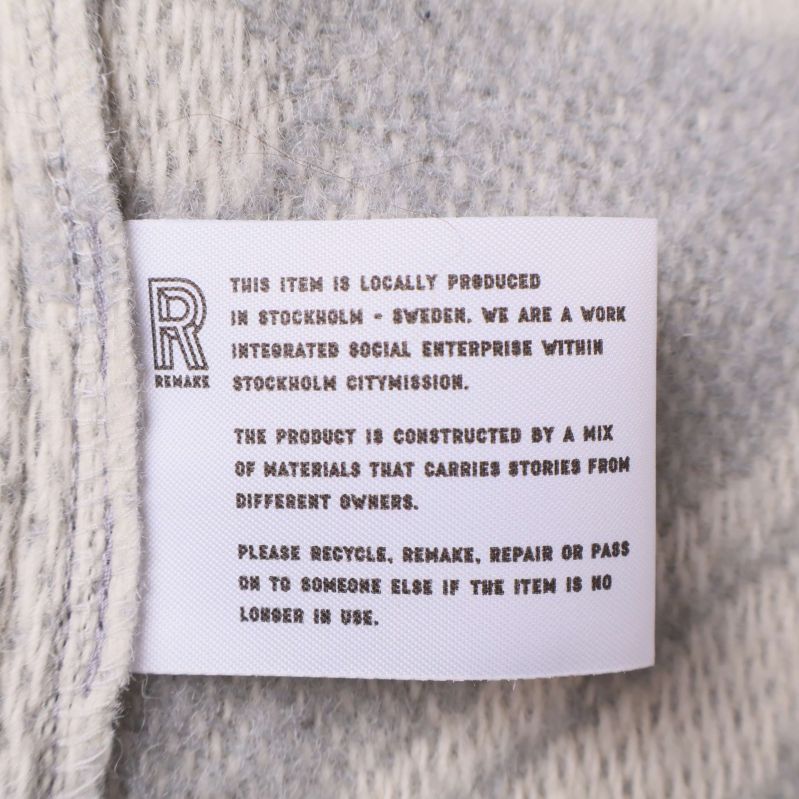 R
REMAKE
THIS ITEM IS LOCALLY PRODUCED
IN STOCKHOLM - SWEDEN. WE ARE A WORK
INTEGRATED SOCIAL ENTERPRISE WITHIN
STOCKHOLM CITYMISSION.
THE PRODUCT IS CONSTRUCTED BY A MIX
OF MATERIALS THAT CARRIES STORIES FROM
DIFFERENT OWNERS.
PLEASE RECYCLE, REMAKE, REPAIR OR PASS
ON TO SOMEONE ELSE IF THE ITEM IS NO
LONGER IN USE.